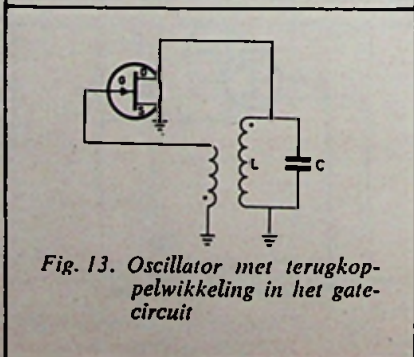 G D
S
L C
Fig. 13. Oscillator met terugkop-
pelwikkeling in het gate-
circuit